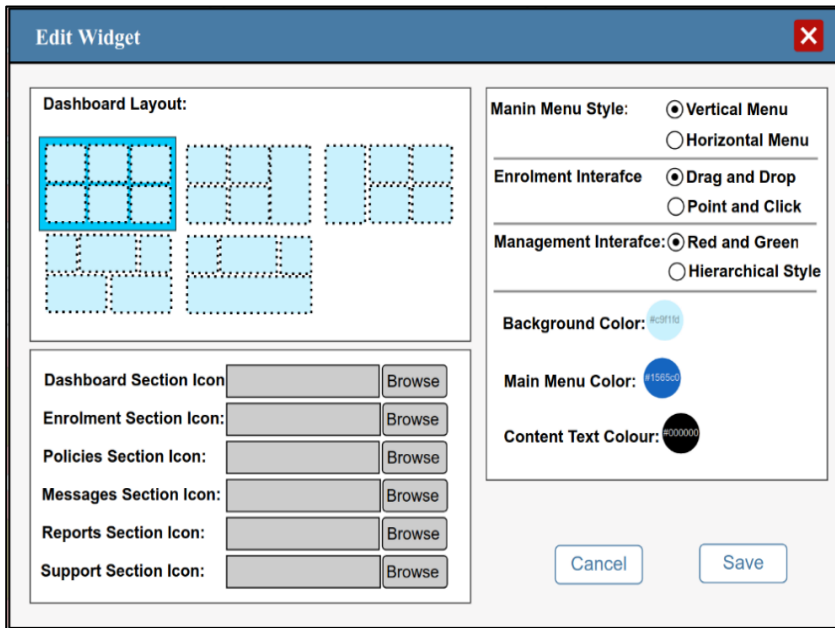 Edit Widget
Dashboard Layout:
Dashboard Section Icon Browse
Enrolment Section Icon: Browse
Policies Section Icon: Browse
Messages Section Icon: Browse
Reports Section Icon: Browse
Support Section Icon: Browse
Manin Menu Style: Vertical Menu
Horizontal Menu
Enrolment Interafce Drag and Drop
Point and Click
Management Interafce: Red and Green
Hierarchical Style
Background Color: #c9f1fd
Main Menu Color: #1565c0
Content Text Colour: #000000
Cancel Save